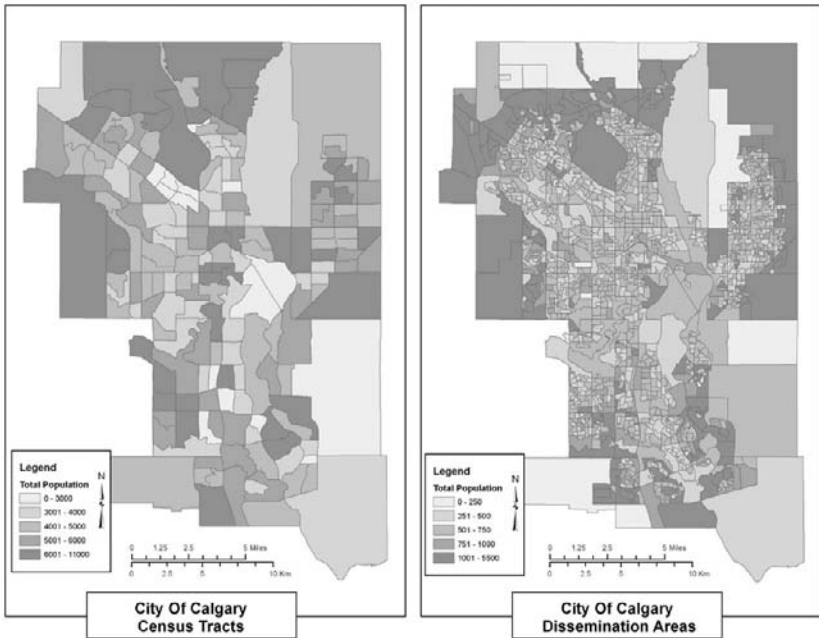 Legend
Total Population
N
0 - 3000
3001 - 4000
4001 - 5000
5001 - 6000
6001 - 11000
0 1.25 2.5 5 Miles
0 2.5 5 10 Km
City Of Calgary
Census Tracts
Legend
Total Population
N
0 - 250
251 - 500
501 - 750
751 - 1000
1001 - 5500
0 1.25 2.5 5 Miles
0 2.5 5 10 Km
City Of Calgary
Dissemination Areas